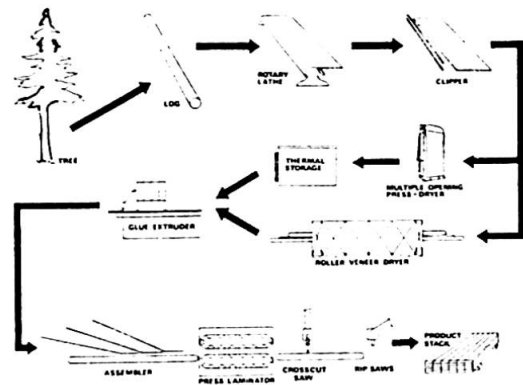 TREE
LOG
ROTARY
LATHE
CLIPPER
THERMAL
STORAGE
MULTIPLE OPENING
PRESS-DRYER
GLUE EXTRUDER
ROLLER VENEER DRYER
ASSEMBLER
PRESS LAMINATOR
CROSSCUT
SAW
RIP SAWS
PRODUCT
STACK